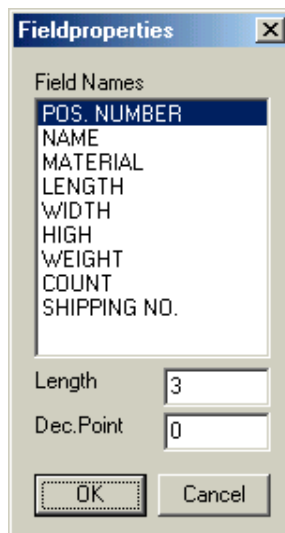 Fieldproperties
Field Names
POS. NUMBER
NAME
MATERIAL
LENGTH
WIDTH
HIGH
WEIGHT
COUNT
SHIPPING NO.
Length 3
Dec.Point 0
OK Cancel